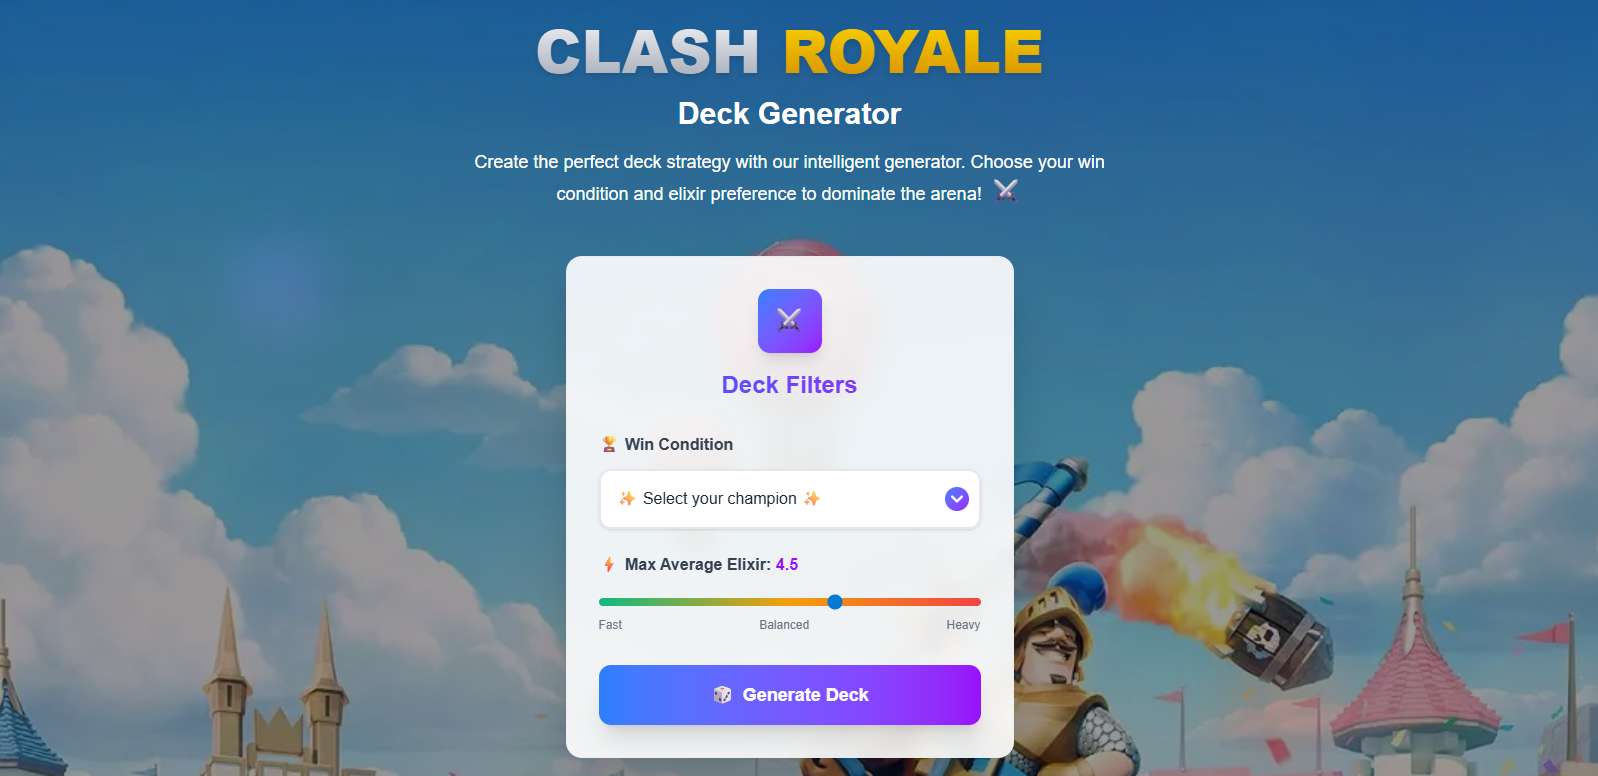 CLASH ROYALE
Deck Generator
Create the perfect deck strategy with our intelligent generator. Choose your win
condition and elixir preference to dominate the arena!
Deck Filters
Win Condition
Select your champion
Max Average Elixir: 4.5
Fast Balanced Heavy
Generate Deck